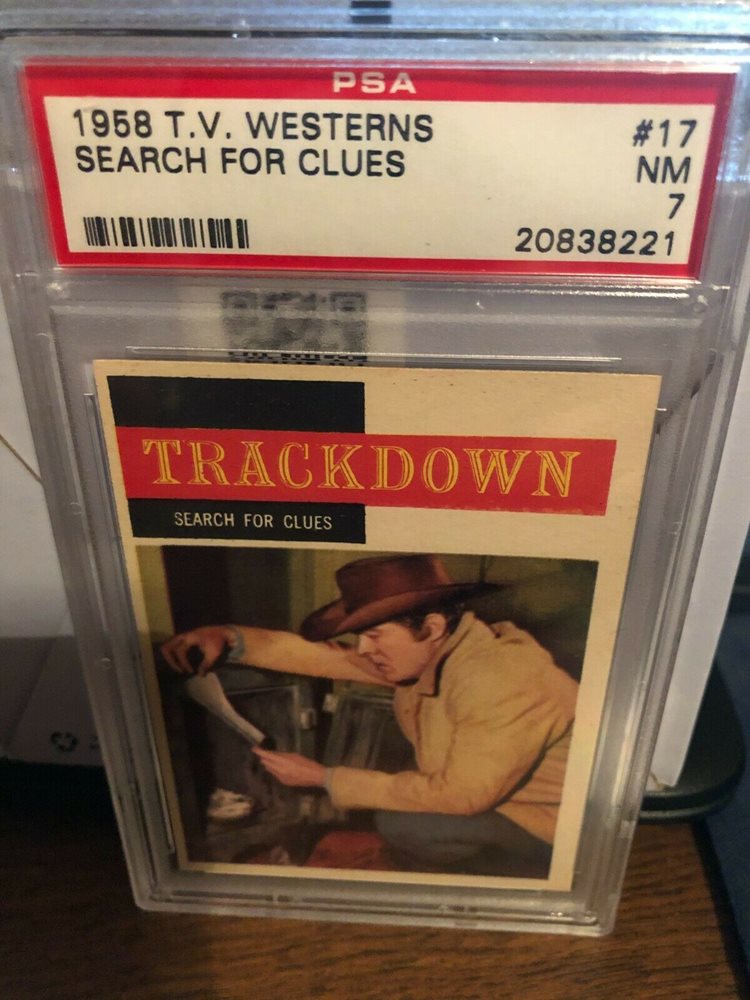 PSA
1958 T.V. WESTERNS #17
SEARCH FOR CLUES NM
7
20838221
TRACKDOWN
SEARCH FOR CLUES